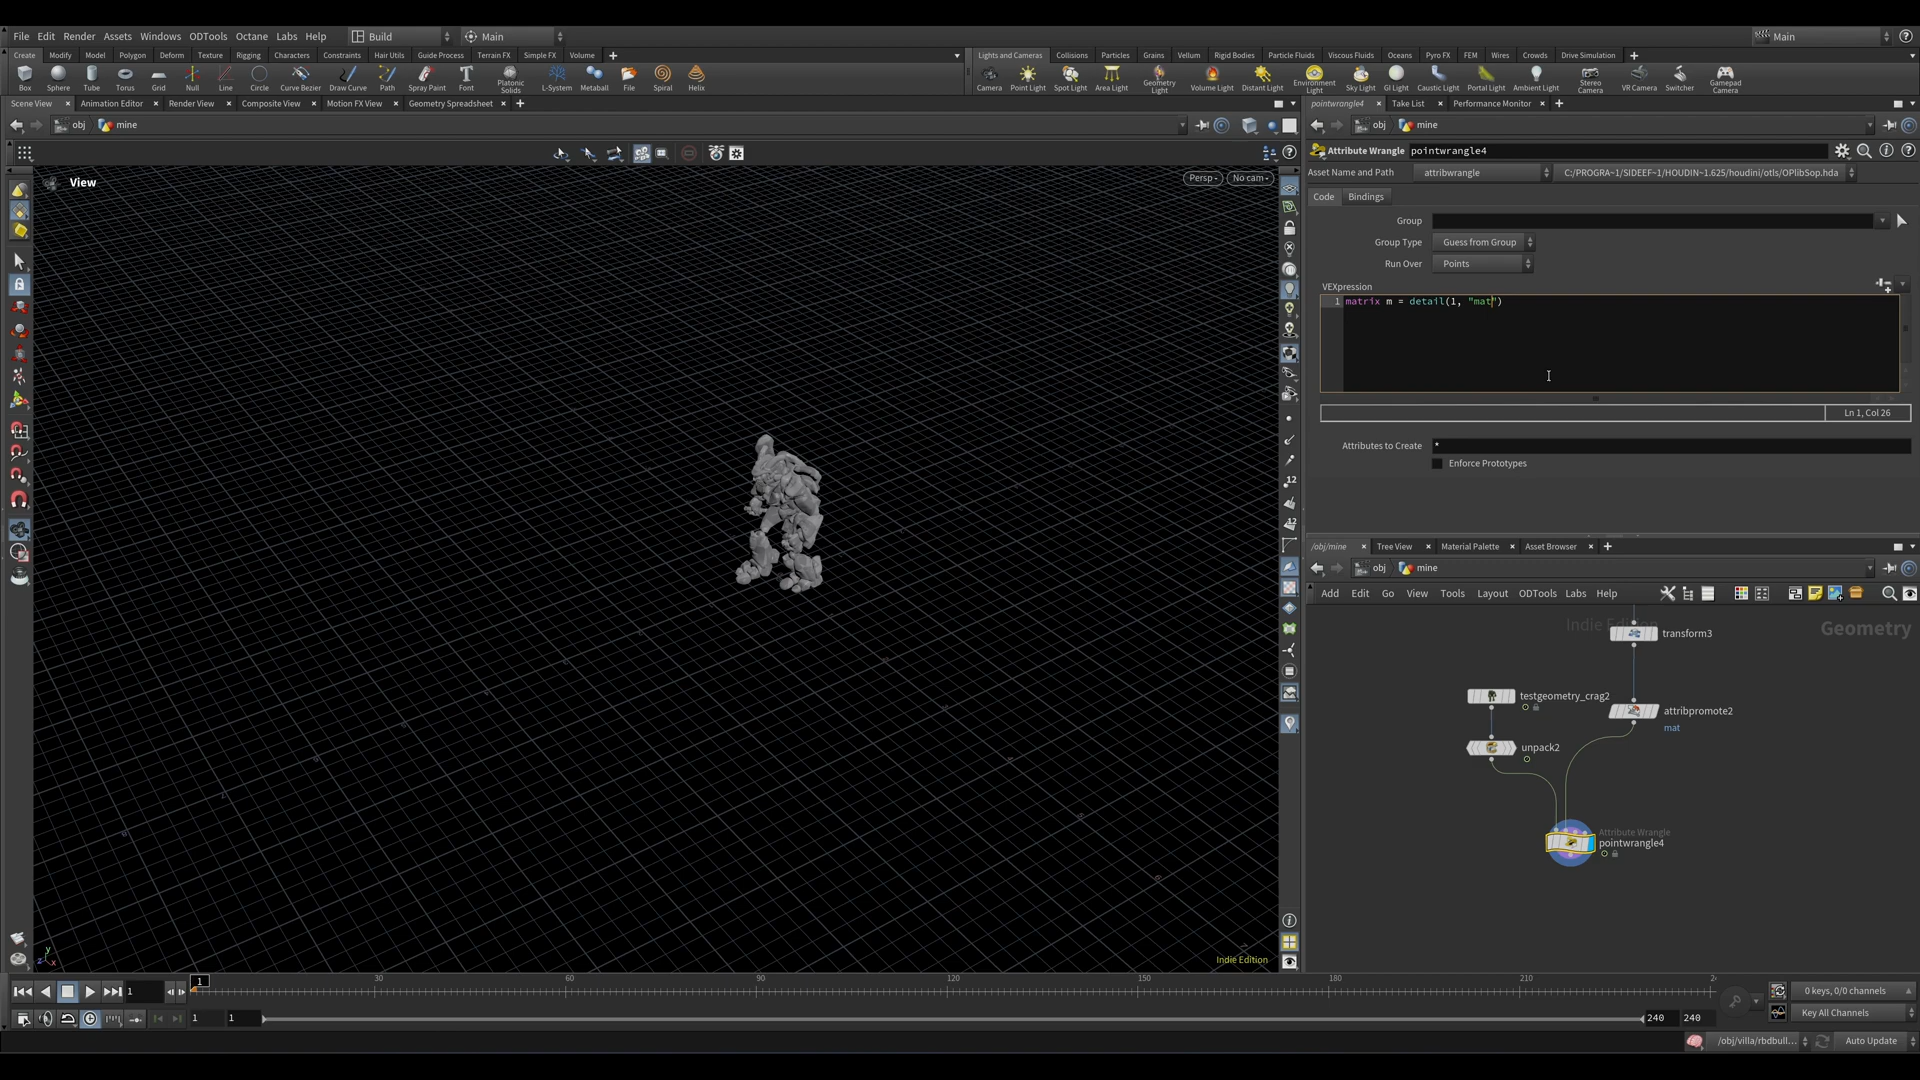 File Edit Render Assets Windows ODTools Octane Labs Help Build Main Main
Create Modify Model Polygon Deform Texture Rigging Characters Constraints Hair Utils Guide Process Terrain FX Simple FX Volume
Lights and Cameras Collisions Particles Grains Vellum Rigid Bodies Particle Fluids Viscous Fluids Oceans Pyro FX FEM Wires Crowds Drive Simulation
Box Sphere Tube Torus Grid Null Line Circle Curve Bezier Draw Curve Path Spray Paint Font Platonic Solids L-System Metaball File Spiral Helix
Camera Point Light Spot Light Area Light Geometry Light Volume Light Distant Light Environment Light Sky Light GI Light Caustic Light Portal Light Ambient Light Stereo Camera VR Camera Switcher Gamepad Camera
Scene View Animation Editor Render View Composite View Motion FX View Geometry Spreadsheet
pointwrangle4 Take List Performance Monitor
obj mine
obj mine
Attribute Wrangle pointwrangle4
Asset Name and Path attribwrangle C:/PROGRA~1/SIDEEF~1/HOUDIN~1.625/houdini/otls/OPlibSop.hda
View
Persp No cam
Code Bindings
Group
Group Type Guess from Group
Run Over Points
VEXpression
1 matrix m = detail(1, "mat")
Ln 1, Col 26
Attributes to Create *
Enforce Prototypes
/obj/mine Tree View Material Palette Asset Browser
obj mine
Add Edit Go View Tools Layout ODTools Labs Help
Indie Edition
Geometry
transform3
testgeometry_crag2
attribpromote2
mat
unpack2
Attribute Wrangle
pointwrangle4
12
12
Indie Edition
1
30 60 90 120 150 180 210 2
1
0 keys, 0/0 channels
1 1 240 240
Key All Channels
/obj/villa/rbdbull... Auto Update